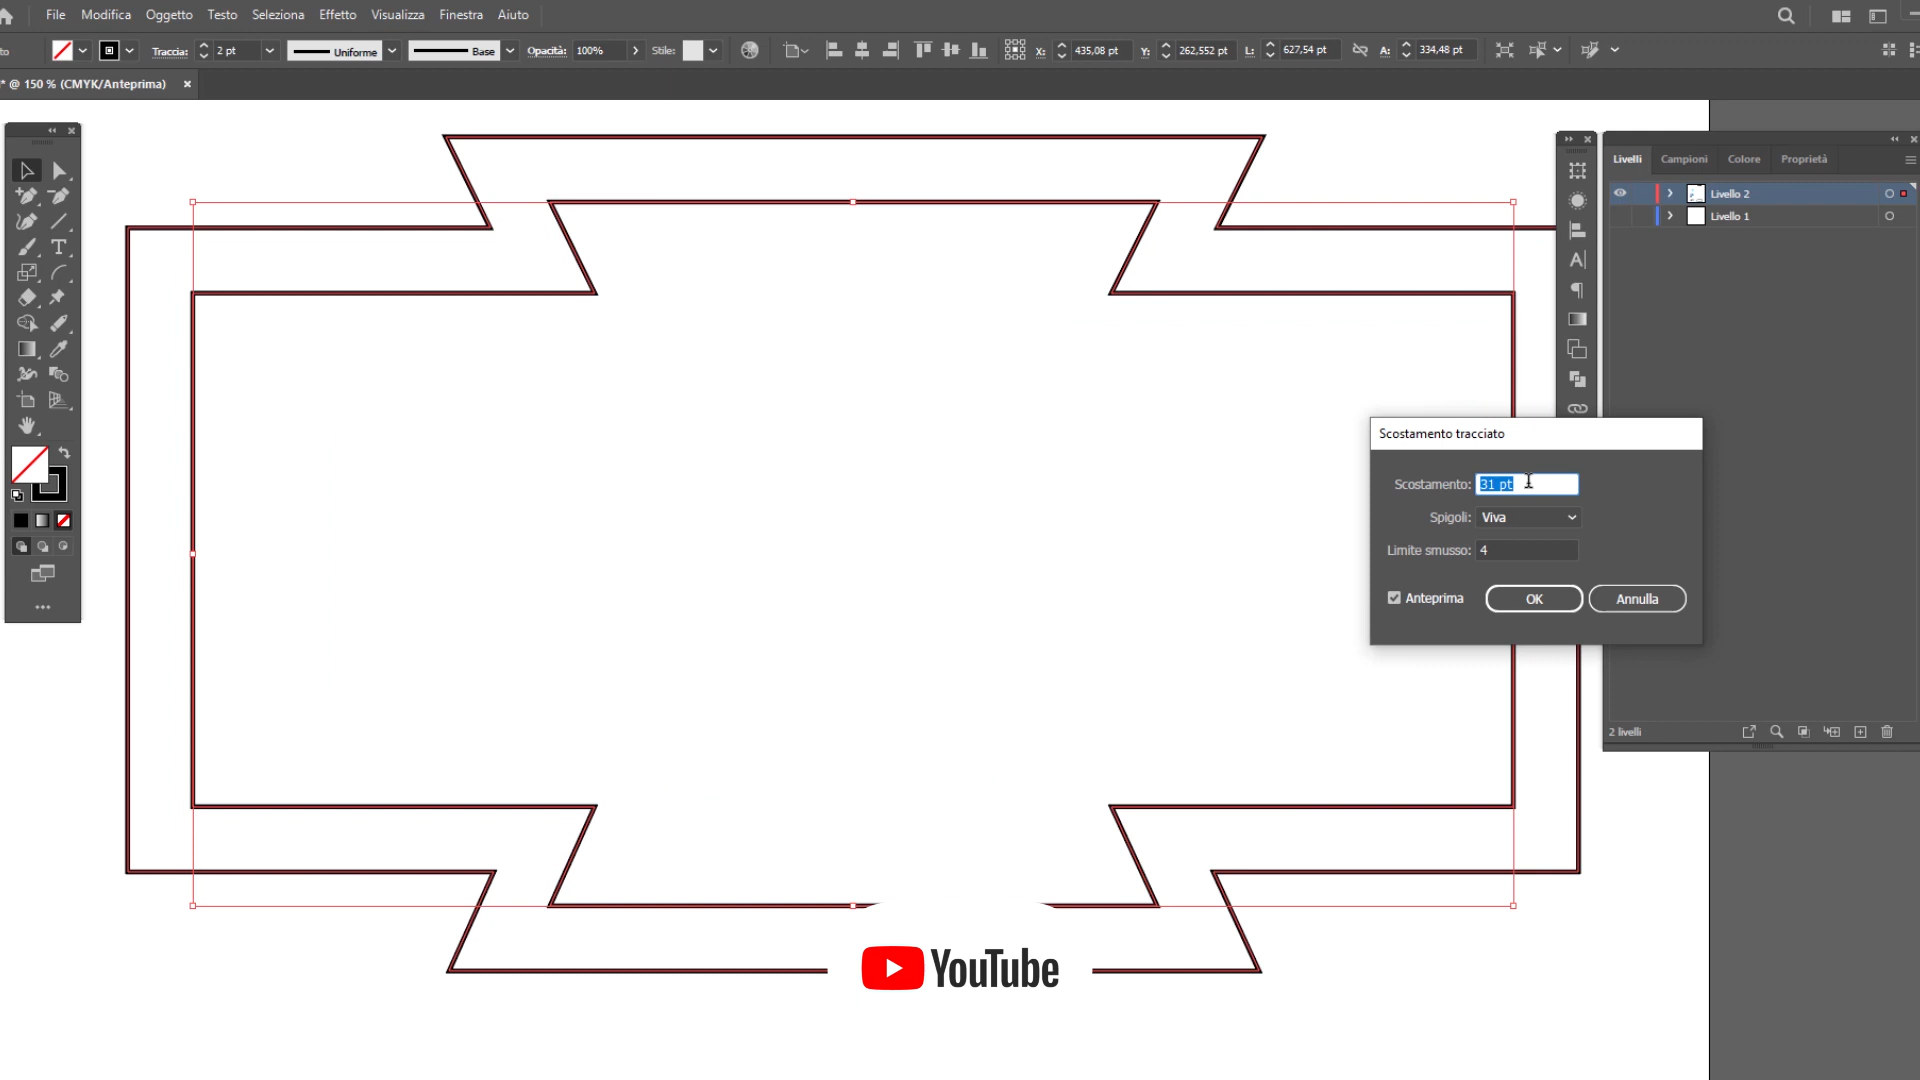 File Modifica Oggetto Testo Seleziona Effetto Visualizza Finestra Aiuto
to Traccia: 2 pt Uniforme Base Opacità: 100% Stile: X: 435,08 pt Y: 262,552 pt L: 627,54 pt A: 334,48 pt
* @ 150 % (CMYK/Anteprima) ×
Livelli Campioni Colore Proprietà
Livello 2
Livello 1
Scostamento tracciato
Scostamento: 31 pt
Spigoli: Viva
Limite smusso: 4
Anteprima OK Annulla
2 livelli
YouTube